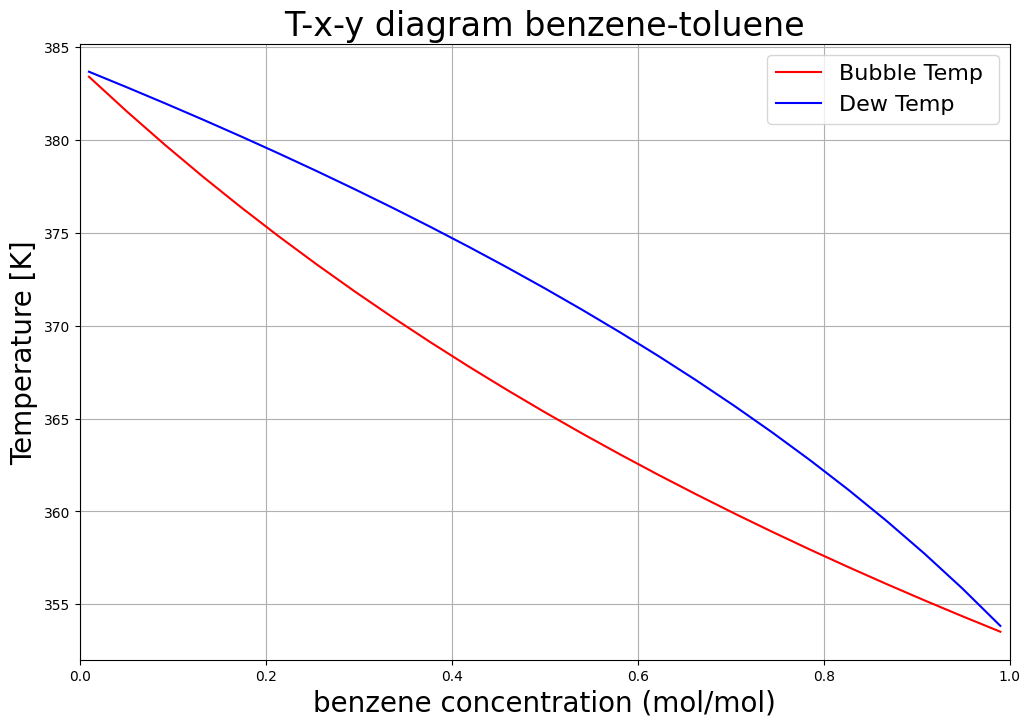 T-x-y diagram benzene-toluene
Bubble Temp
Dew Temp
Temperature [K]
385
380
375
370
365
360
355
0.0
0.2
0.4
0.6
0.8
1.0
benzene concentration (mol/mol)